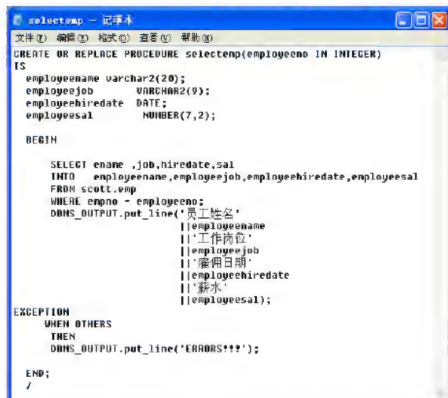 selectemp - 记事本
文件(F) 编辑(E) 格式(O) 查看(V) 帮助(H)
CREATE OR REPLACE PROCEDURE selectemp(employeeno IN INTEGER)
IS
employeename varchar2(20);
employeejob VARCHAR2(9);
employeehiredate DATE;
employeesal NUMBER(7,2);
BEGIN
SELECT ename ,job,hiredate,sal
INTO employeename,employeejob,employeehiredate,employeesal
FROM scott.emp
WHERE empno = employeeno;
DBMS_OUTPUT.put_line('员工姓名'
||employeename
||'工作岗位'
||employeejob
||'雇佣日期'
||employeehiredate
||'薪水'
||employeesal);
EXCEPTION
WHEN OTHERS
THEN
DBMS_OUTPUT.put_line('ERRORS!!!');
END;
/